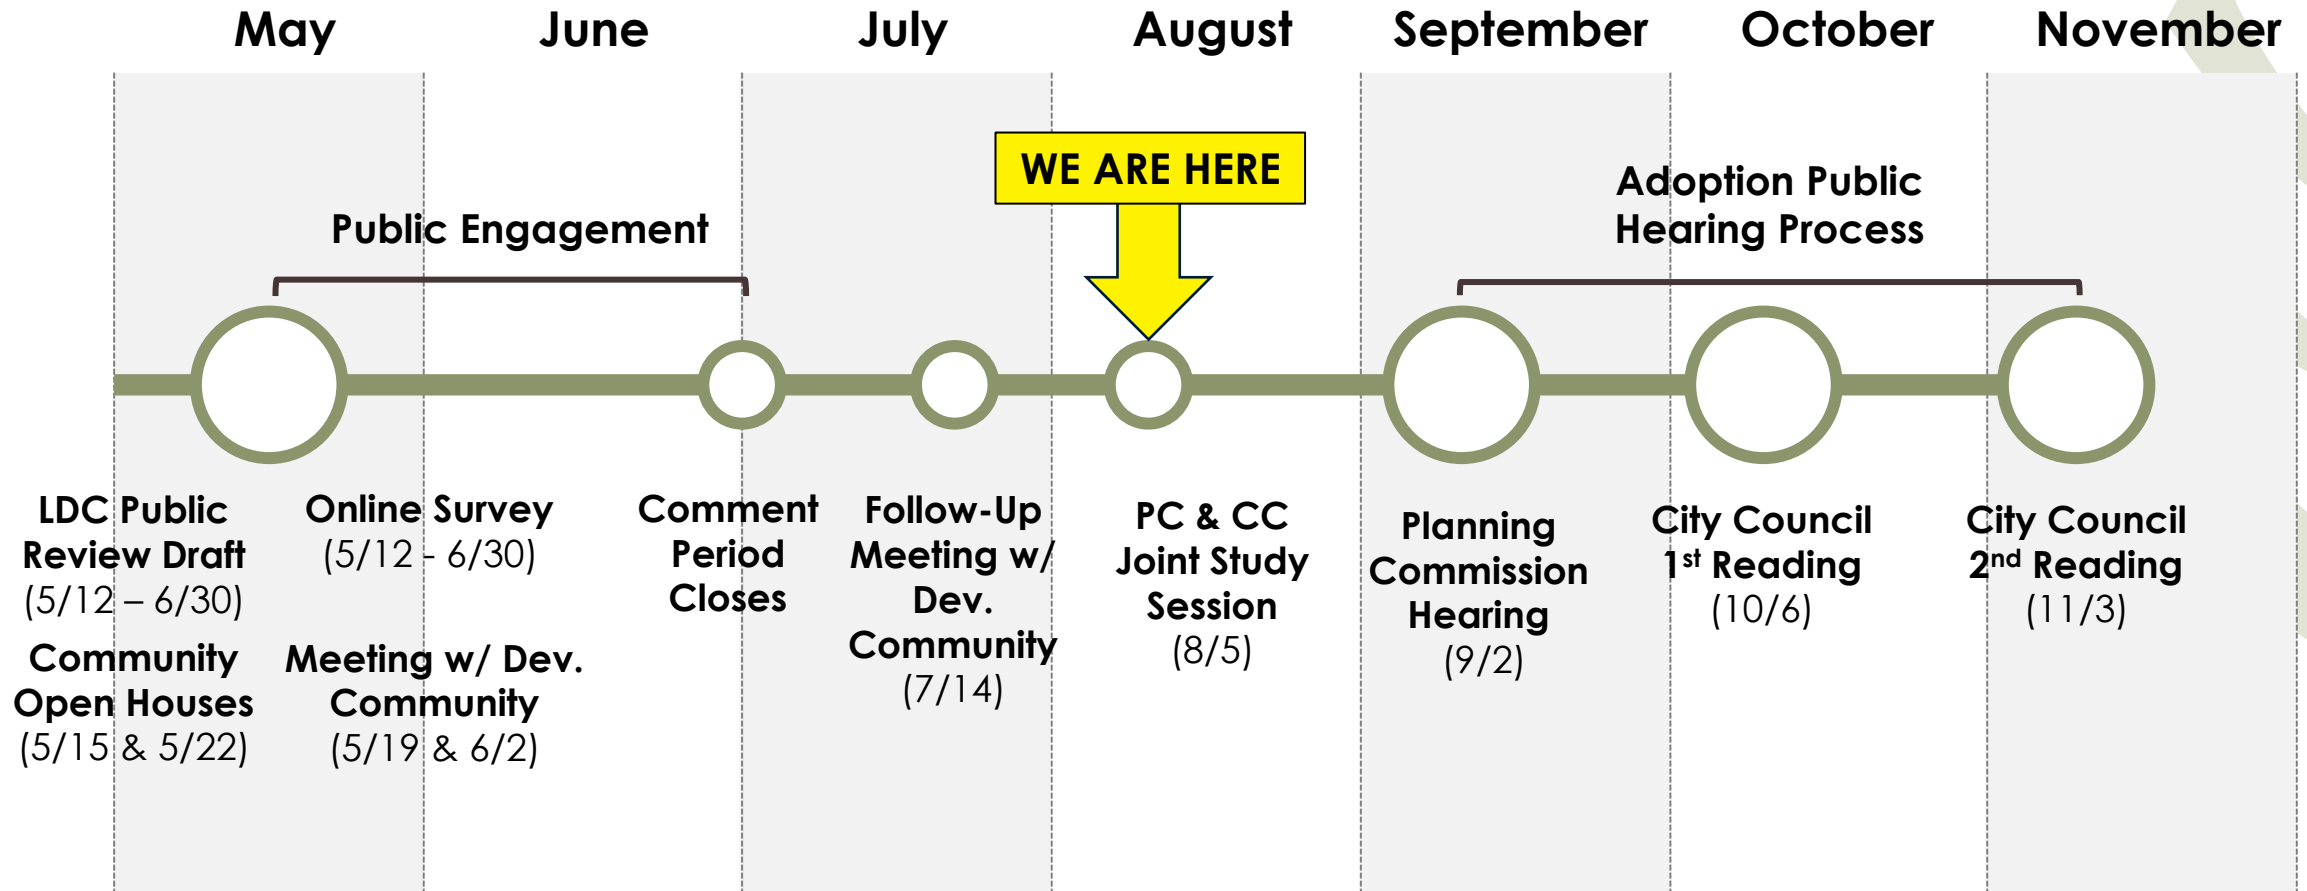 May
June
July
August
September
October
November
WE ARE HERE
Public Engagement
Adoption Public
Hearing Process
LDC Public
Review Draft
(5/12 – 6/30)
Community
Open Houses
(5/15 & 5/22)
Online Survey
(5/12 - 6/30)
Meeting w/ Dev.
Community
(5/19 & 6/2)
Comment
Period
Closes
Follow-Up
Meeting w/
Dev.
Community
(7/14)
PC & CC
Joint Study
Session
(8/5)
Planning
Commission
Hearing
(9/2)
City Council
1st Reading
(10/6)
City Council
2nd Reading
(11/3)